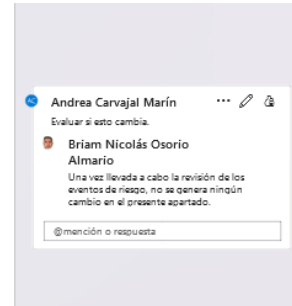 Andrea Carvajal Marín
Evaluar si esto cambia.
Briam Nicolás Osorio
Almario
Una vez llevada a cabo la revisión de los
eventos de riesgo, no se genera ningún
cambio en el presente apartado.
@mención o respuesta